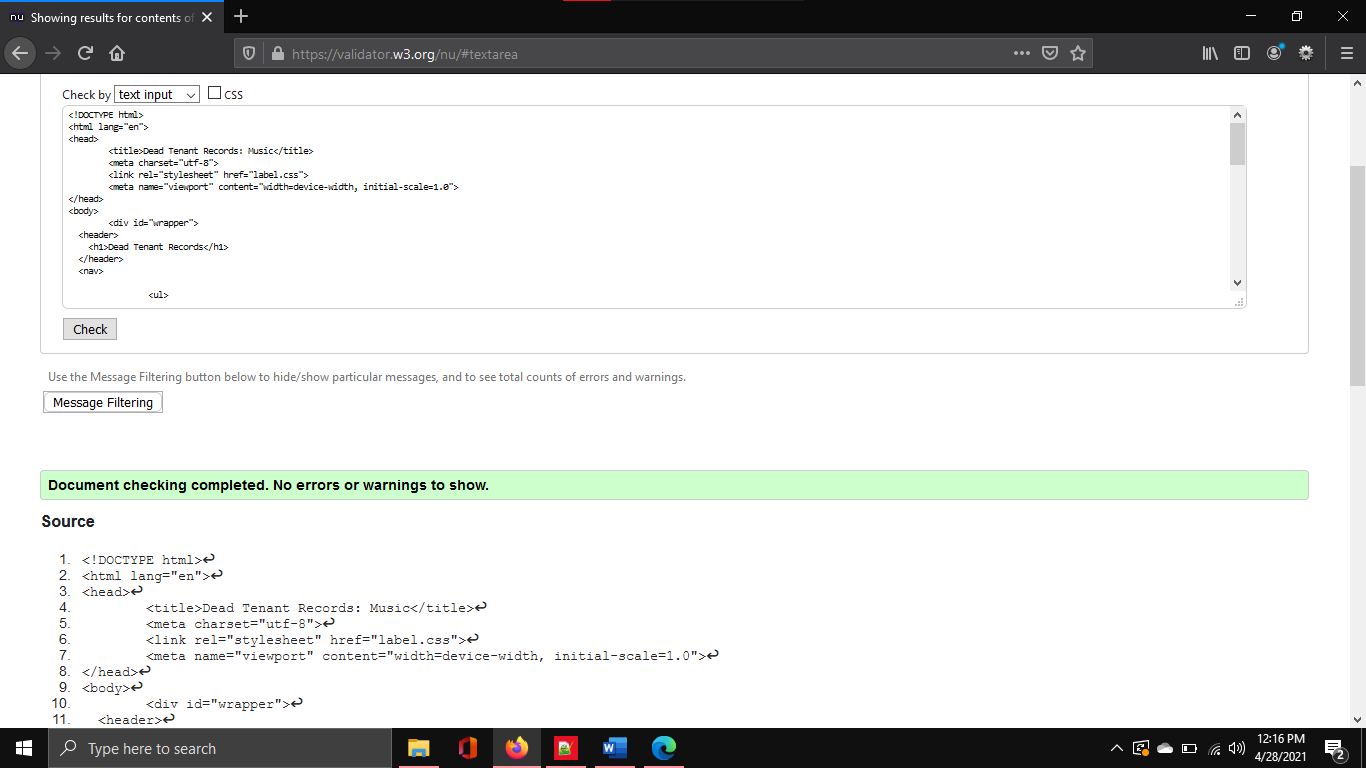 nu Showing results for contents of
https://validator.w3.org/nu/#textarea
Check by text input CSS
<!DOCTYPE html>
<html lang="en">
<head>
<title>Dead Tenant Records: Music</title>
<meta charset="utf-8">
<link rel="stylesheet" href="label.css">
<meta name="viewport" content="width=device-width, initial-scale=1.0">
</head>
<body>
<div id="wrapper">
<header>
<h1>Dead Tenant Records</h1>
</header>
<nav>
<ul>
Check
Use the Message Filtering button below to hide/show particular messages, and to see total counts of errors and warnings.
Message Filtering
Document checking completed. No errors or warnings to show.
Source
1. <!DOCTYPE html>↩
2. <html lang="en">↩
3. <head>↩
4. <title>Dead Tenant Records: Music</title>↩
5. <meta charset="utf-8">↩
6. <link rel="stylesheet" href="label.css">↩
7. <meta name="viewport" content="width=device-width, initial-scale=1.0">↩
8. </head>↩
9. <body>↩
10. <div id="wrapper">↩
11. <header>↩
Type here to search
12:16 PM
4/28/2021
2